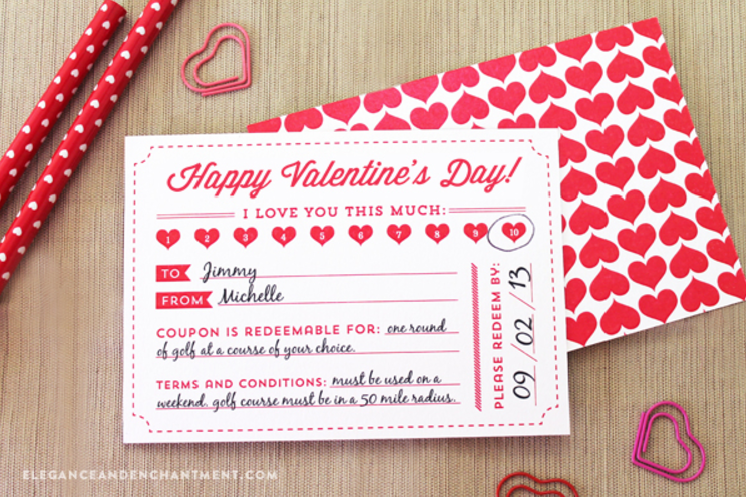 Happy Valentine's Day!
I LOVE YOU THIS MUCH:
1 2 3 4 5 6 7 8 9 10
TO Jimmy
FROM Michelle
COUPON IS REDEEMABLE FOR: one round
of golf at a course of your choice.
TERMS AND CONDITIONS: must be used on a
weekend. golf course must be in a 50 mile radius.
PLEASE REDEEM BY:
09/02/13
ELEGANCEANDENCHANTMENT.COM